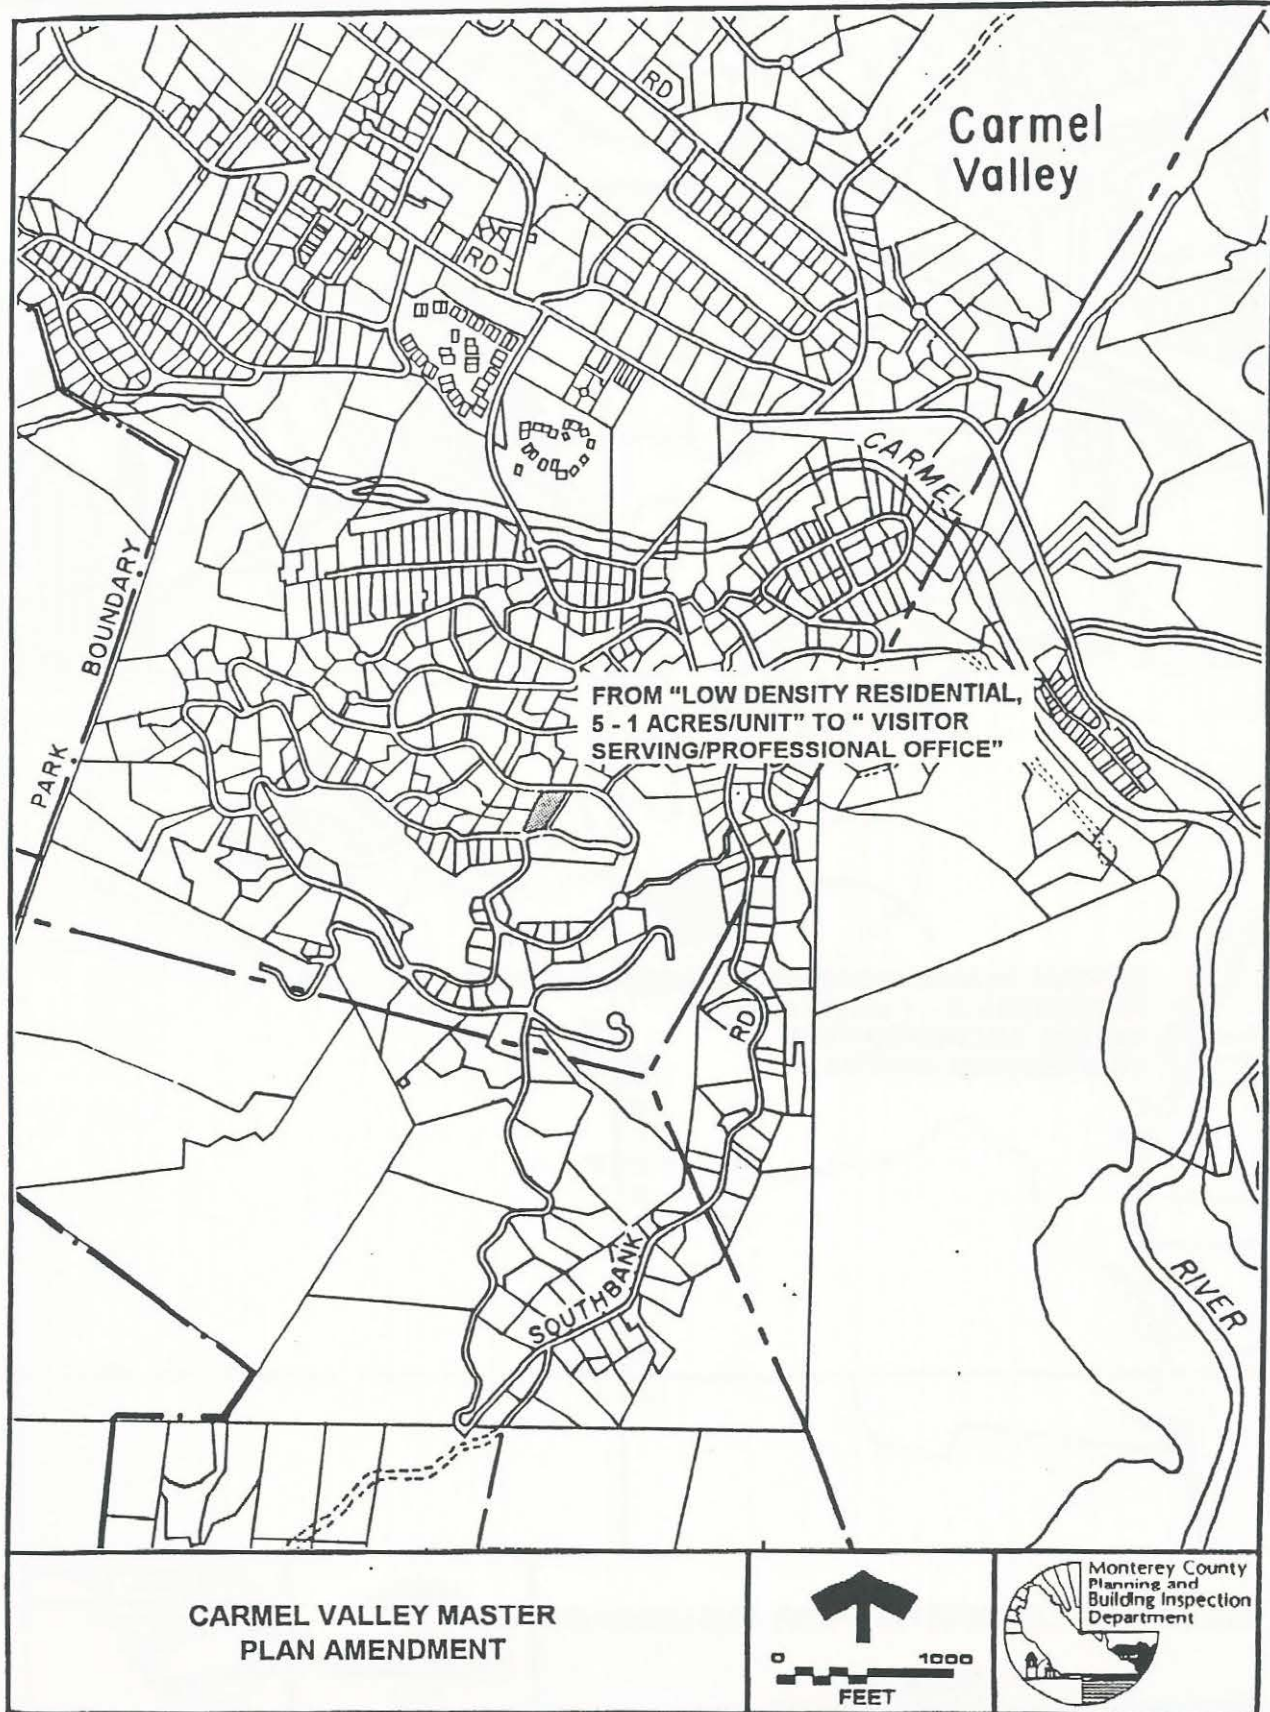 RD
Carmel
Valley
RD
CARMEL
BOUNDARY
PARK
FROM "LOW DENSITY RESIDENTIAL,
5 - 1 ACRES/UNIT" TO " VISITOR
SERVING/PROFESSIONAL OFFICE"
RD
SOUTHBANK
RIVER
CARMEL VALLEY MASTER
PLAN AMENDMENT
0 1000
FEET
Monterey County
Planning and
Building Inspection
Department